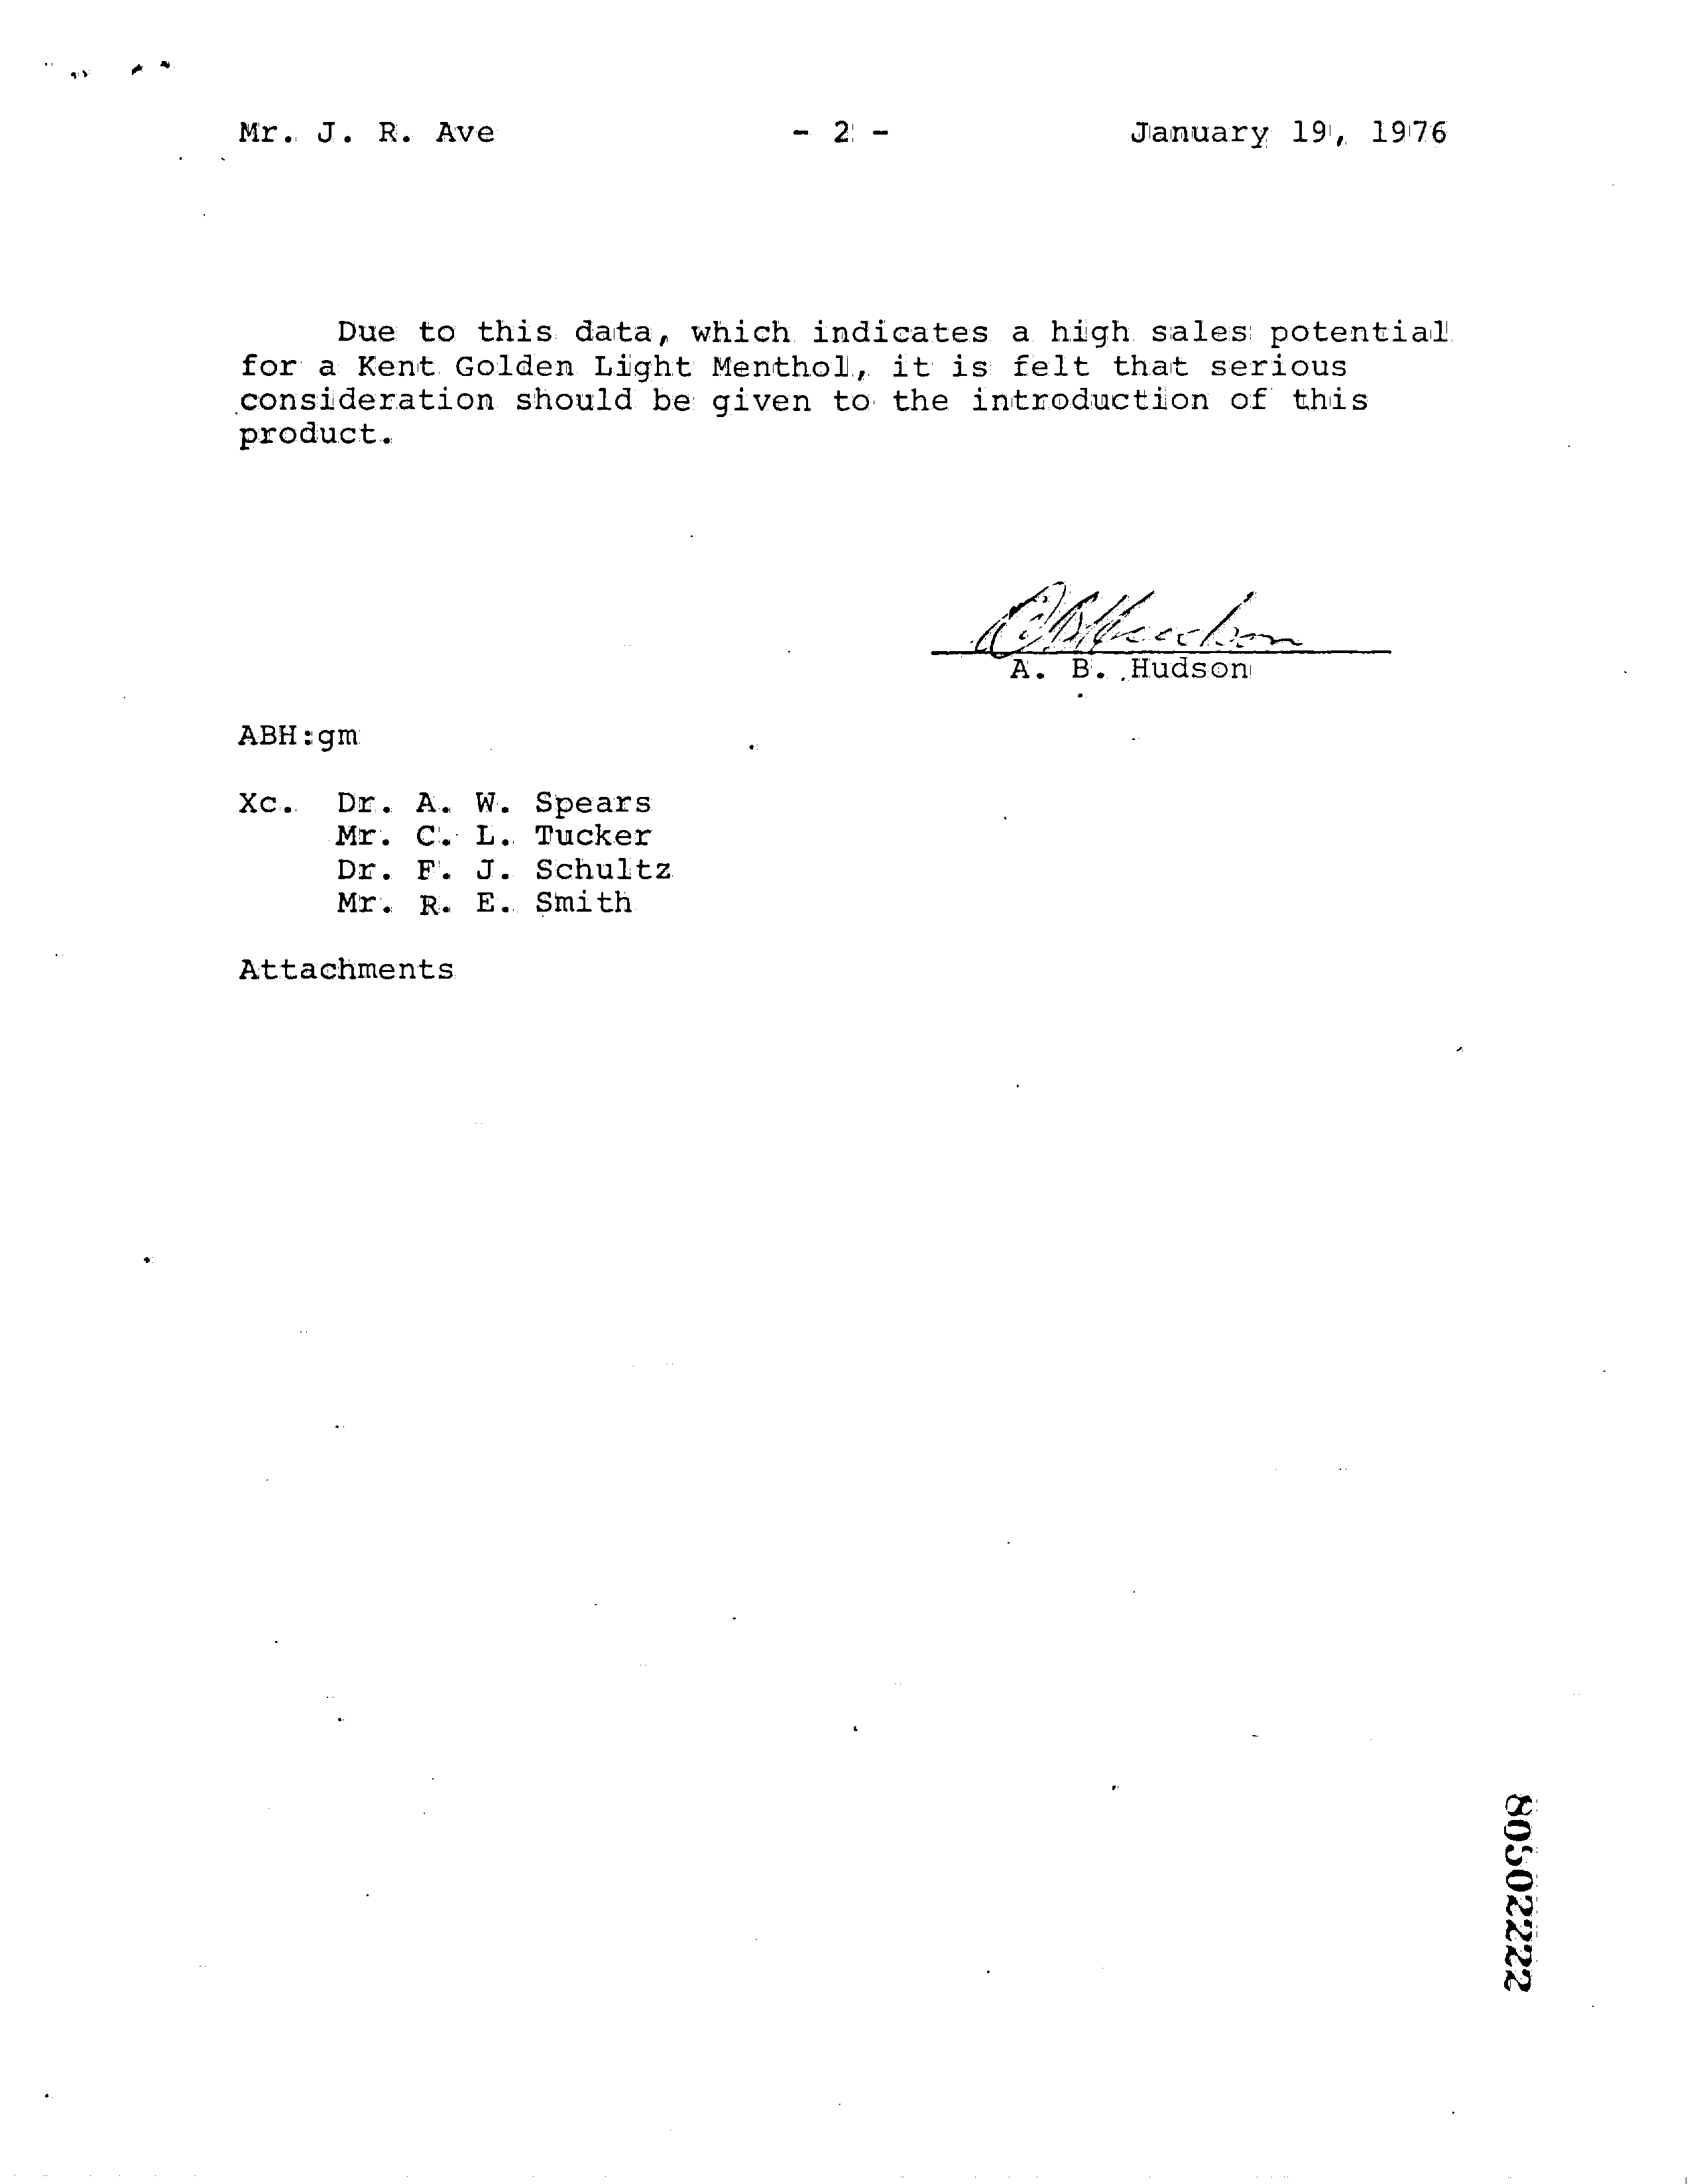 Mr. J. R. Ave - 2 - January 19, 1976
Due to this data, which indicates a high sales potential
for a Kent Golden Light Menthol, it is felt that serious
consideration should be given to the introduction of this
product.
A B Hudson
A. B. Hudson
ABH:gm
Xc. Dr. A. W. Spears
Mr. C. L. Tucker
Dr. F. J. Schultz
Mr. R. E. Smith
Attachments
80502222